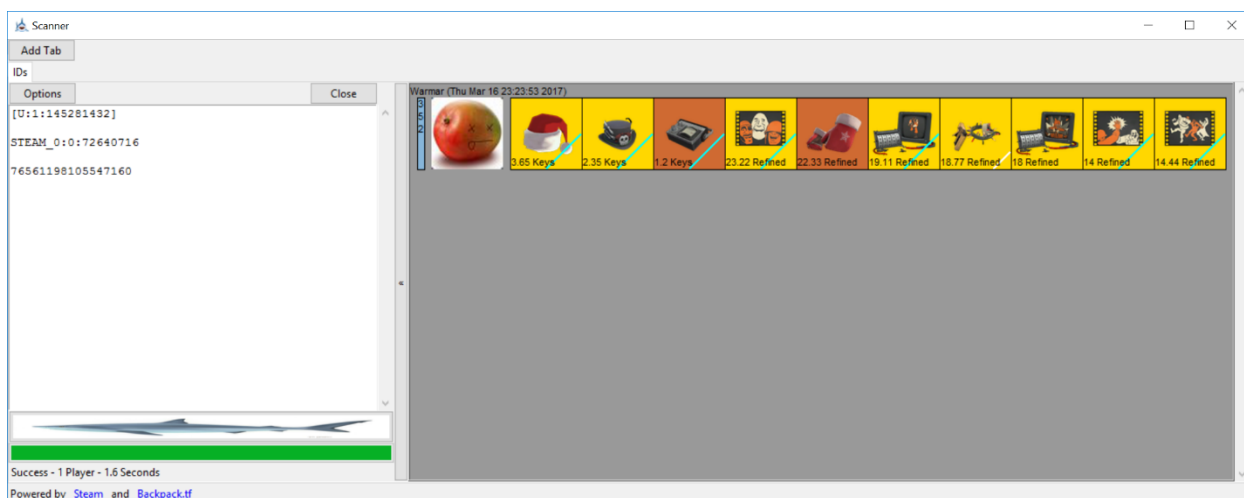 Scanner
Add Tab
IDs
Options
Close
[U:1:145281432]
STEAM_0:0:72640716
76561198105547160
Success - 1 Player - 1.6 Seconds
Warmar (Thu Mar 16 23:23:53 2017)
3
5
2
3.65 Keys
2.35 Keys
1.2 Keys
23.22 Refined
22.33 Refined
19.11 Refined
18.77 Refined
18 Refined
14 Refined
14.44 Refined
«
Powered by Steam and Backpack.tf